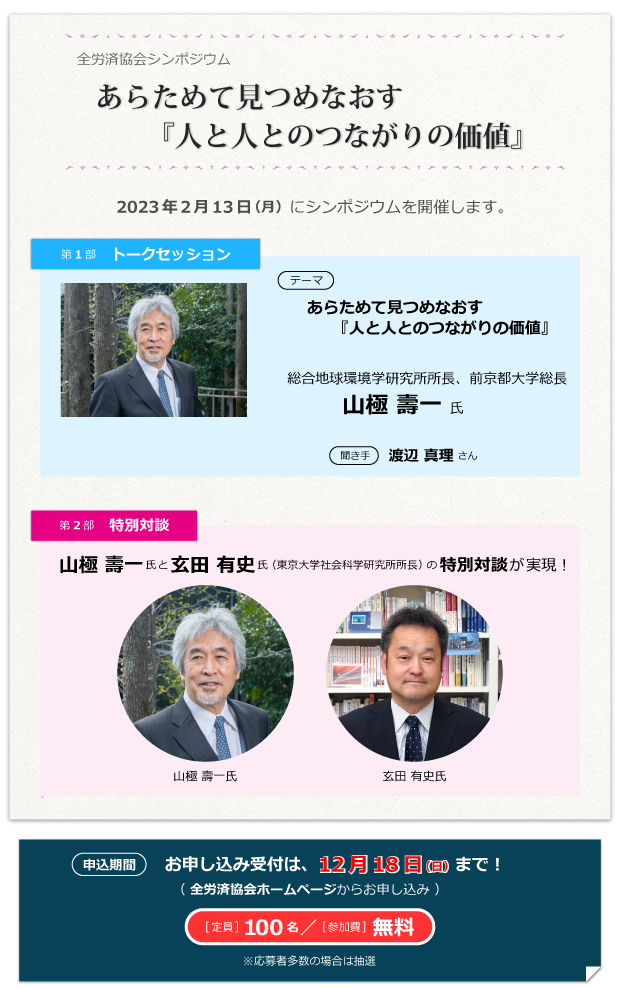 全労済協会シンポジウム
あらためて見つめなおす
『人と人とのつながりの価値』
2023年2月13日(月) にシンポジウムを開催します。
第1部 トークセッション
テーマ
あらためて見つめなおす
『人と人とのつながりの価値』
総合地球環境学研究所所長、前京都大学総長
山極 壽一 氏
聞き手 渡辺 真理 さん
第2部 特別対談
山極 壽一氏と玄田 有史氏（東京大学社会科学研究所所長）の特別対談が実現！
山極 壽一氏
玄田 有史氏
申込期間 お申し込み受付は、12月18日(日)まで！
（ 全労済協会ホームページからお申し込み ）
［定員］100名／［参加費］無料
※応募者多数の場合は抽選